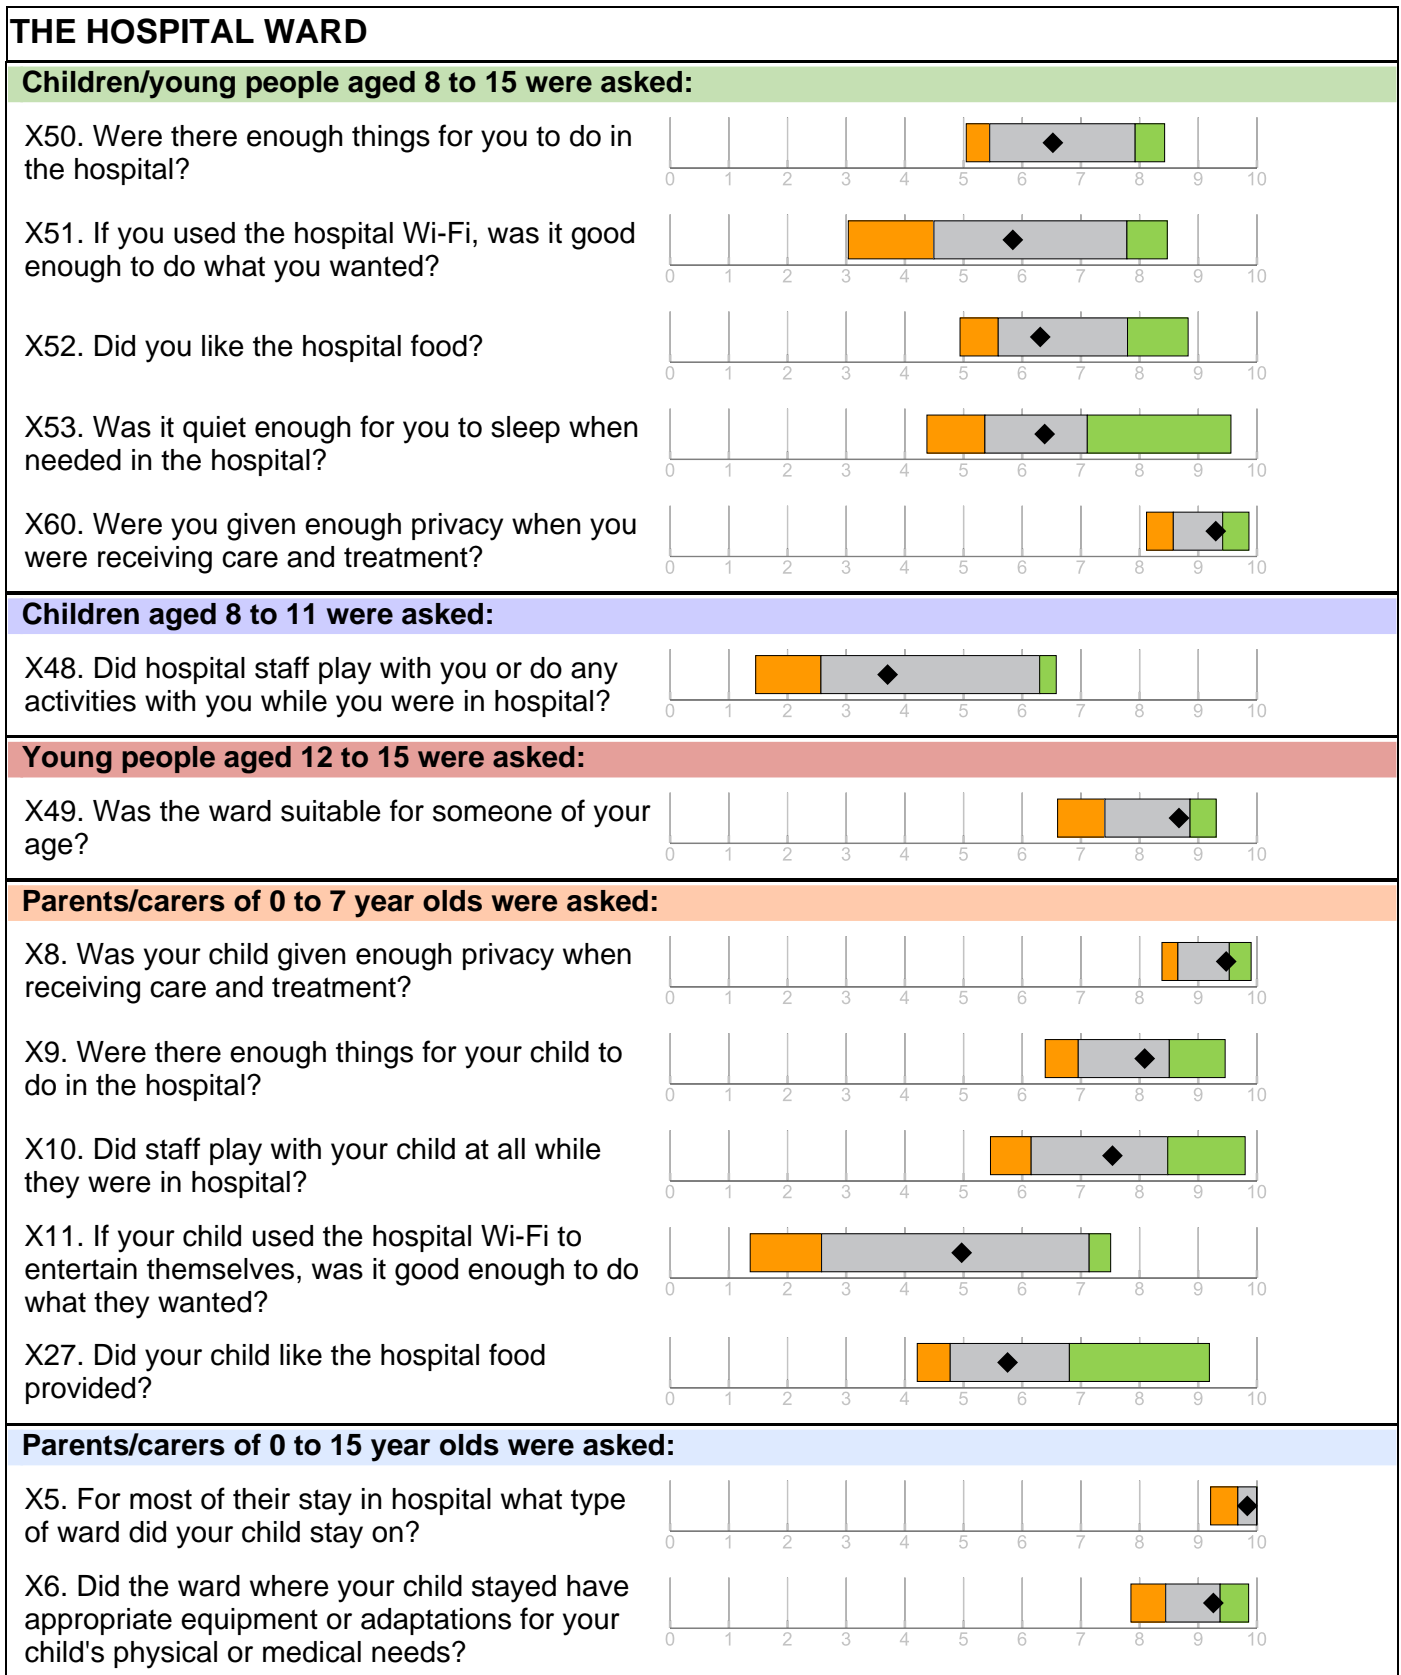 THE HOSPITAL WARD
Children/young people aged 8 to 15 were asked:
X50. Were there enough things for you to do in
the hospital?
0 1 2 3 4 5 6 7 8 9 10
X51. If you used the hospital Wi-Fi, was it good
enough to do what you wanted?
0 1 2 3 4 5 6 7 8 9 10
X52. Did you like the hospital food?
0 1 2 3 4 5 6 7 8 9 10
X53. Was it quiet enough for you to sleep when
needed in the hospital?
0 1 2 3 4 5 6 7 8 9 10
X60. Were you given enough privacy when you
were receiving care and treatment?
0 1 2 3 4 5 6 7 8 9 10
Children aged 8 to 11 were asked:
X48. Did hospital staff play with you or do any
activities with you while you were in hospital?
0 1 2 3 4 5 6 7 8 9 10
Young people aged 12 to 15 were asked:
X49. Was the ward suitable for someone of your
age?
0 1 2 3 4 5 6 7 8 9 10
Parents/carers of 0 to 7 year olds were asked:
X8. Was your child given enough privacy when
receiving care and treatment?
0 1 2 3 4 5 6 7 8 9 10
X9. Were there enough things for your child to
do in the hospital?
0 1 2 3 4 5 6 7 8 9 10
X10. Did staff play with your child at all while
they were in hospital?
0 1 2 3 4 5 6 7 8 9 10
X11. If your child used the hospital Wi-Fi to
entertain themselves, was it good enough to do
what they wanted?
0 1 2 3 4 5 6 7 8 9 10
X27. Did your child like the hospital food
provided?
0 1 2 3 4 5 6 7 8 9 10
Parents/carers of 0 to 15 year olds were asked:
X5. For most of their stay in hospital what type
of ward did your child stay on?
0 1 2 3 4 5 6 7 8 9 10
X6. Did the ward where your child stayed have
appropriate equipment or adaptations for your
child's physical or medical needs?
0 1 2 3 4 5 6 7 8 9 10